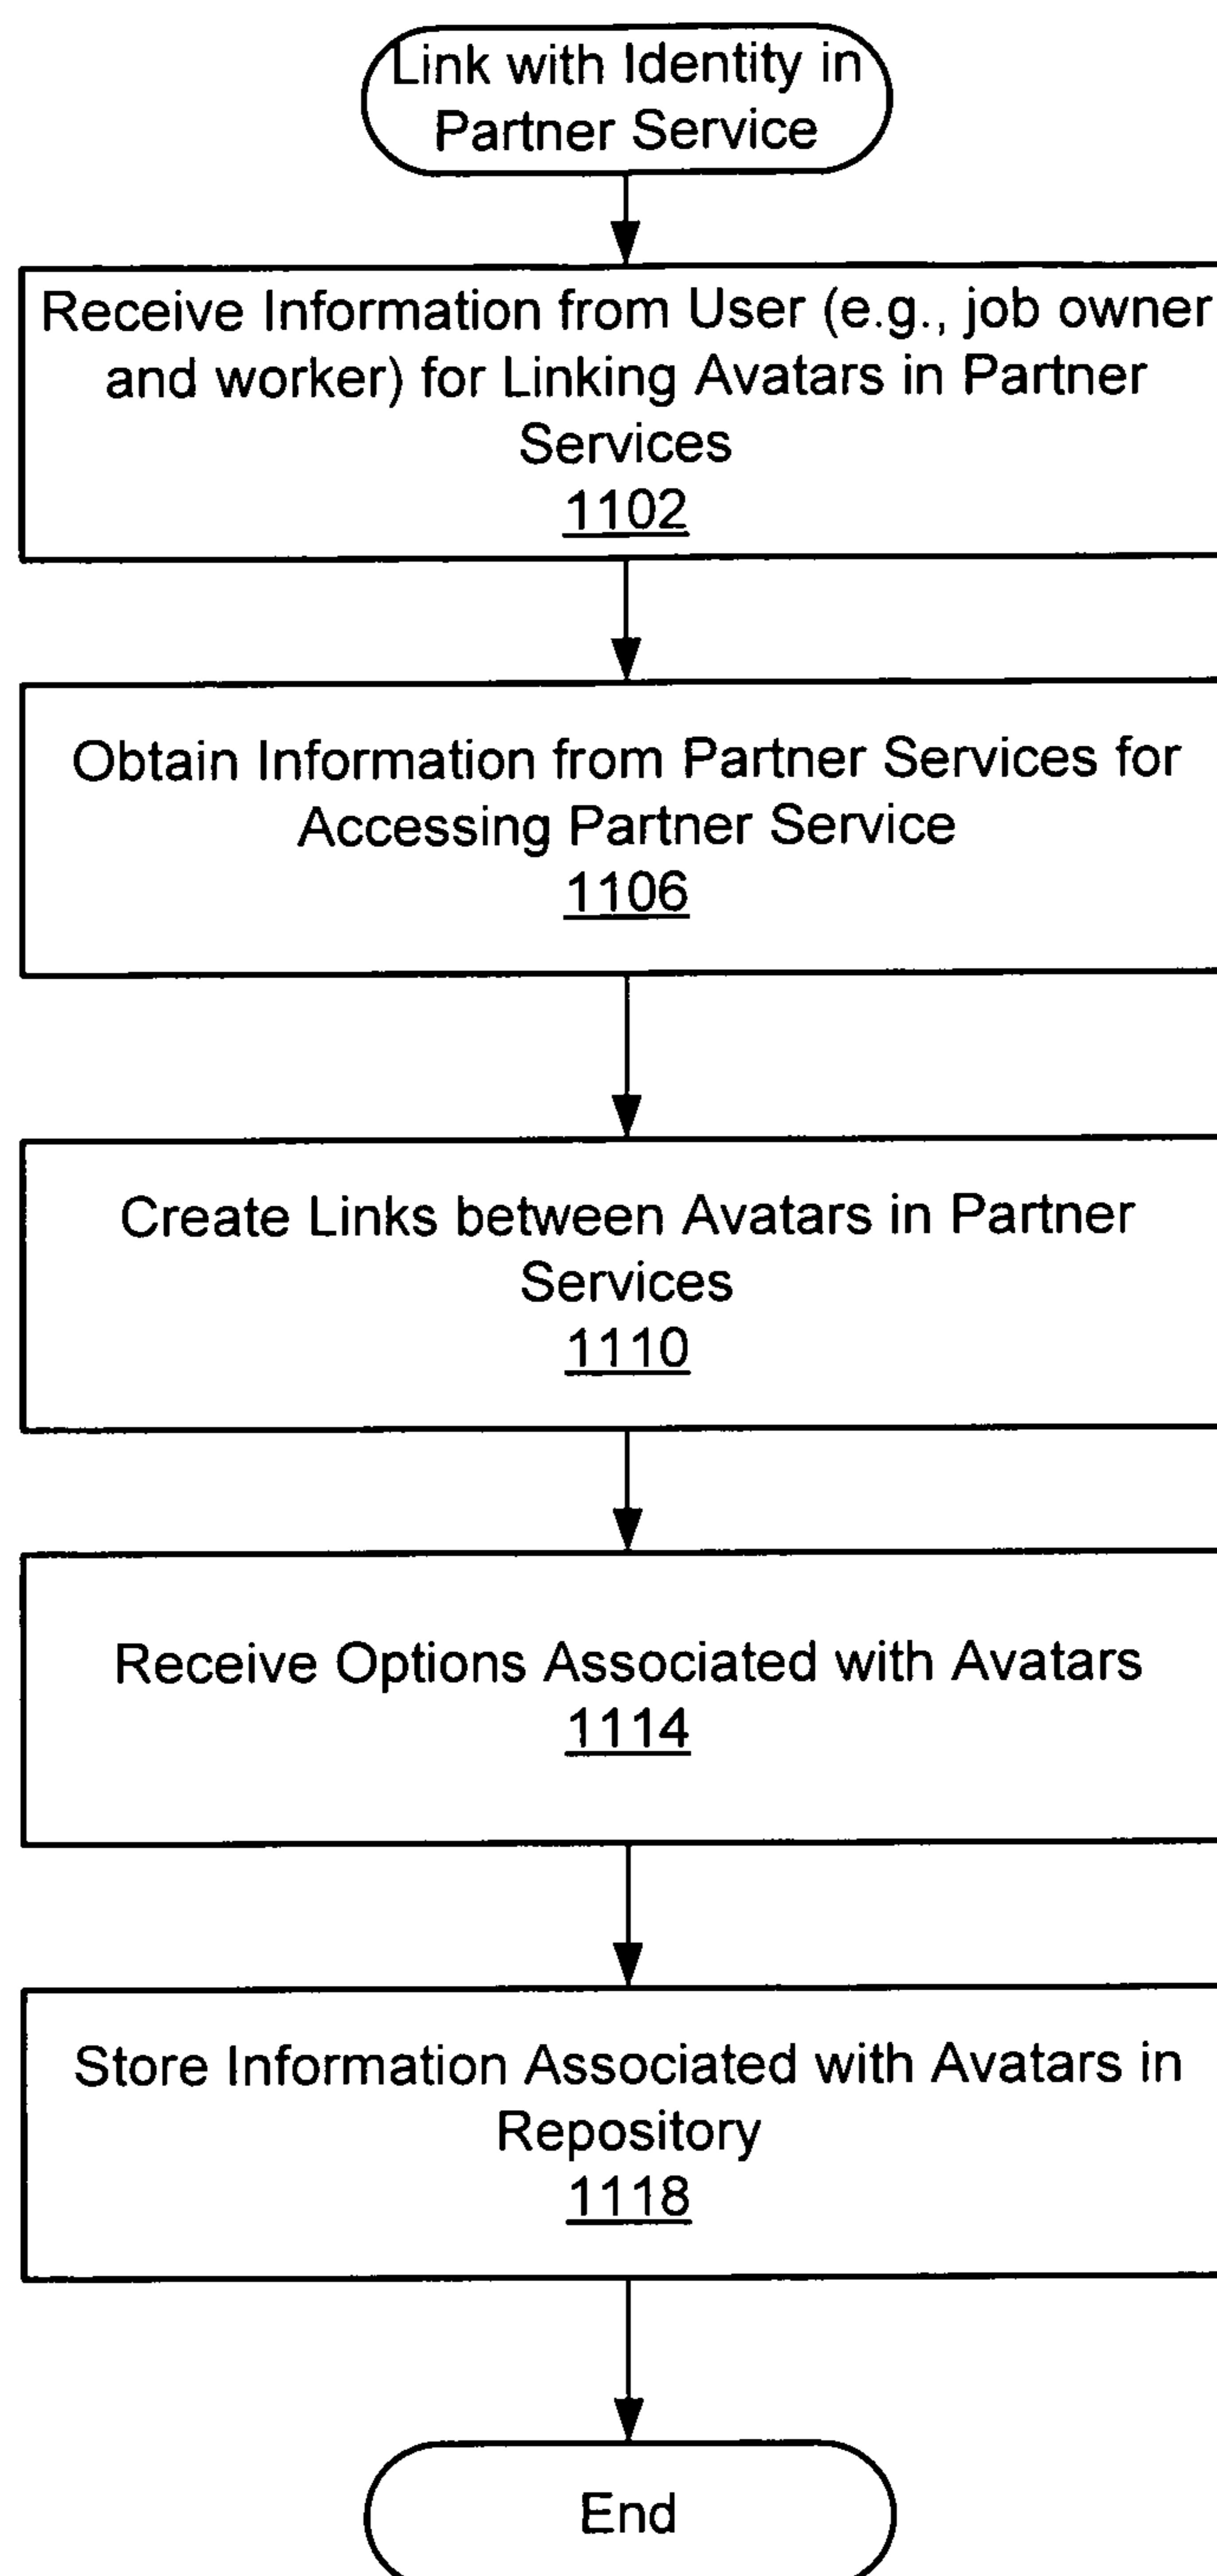 Link with Identity in
Partner Service
Receive Information from User (e.g., job owner
and worker) for Linking Avatars in Partner
Services
1102
Obtain Information from Partner Services for
Accessing Partner Service
1106
Create Links between Avatars in Partner
Services
1110
Receive Options Associated with Avatars
1114
Store Information Associated with Avatars in
Repository
1118
End